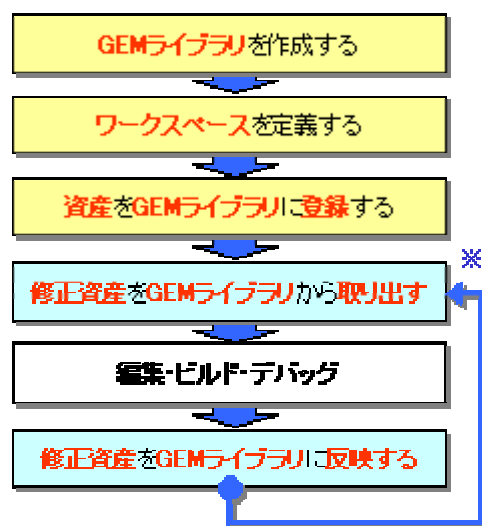 GEMライブラリを作成する
ワークスペースを定義する
資産をGEMライブラリに登録する
※
修正資産をGEMライブラリから取り出す
編集・ビルド・デバッグ
修正資産をGEMライブラリに反映する